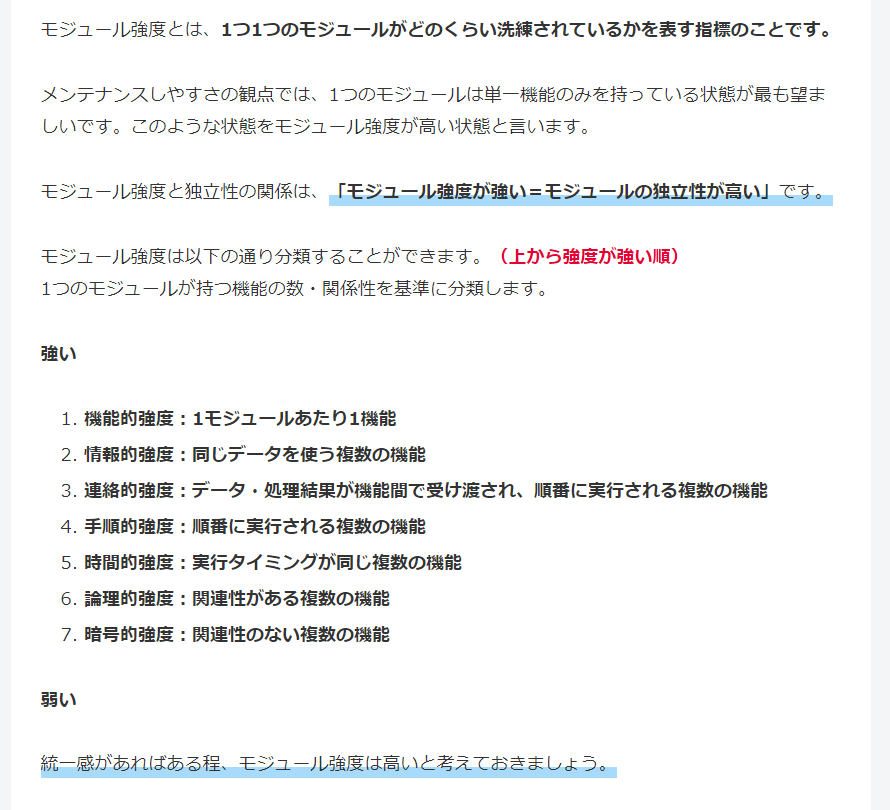 モジュール強度とは、1つ1つのモジュールがどのくらい洗練されているかを表す指標のことです。
メンテナンスしやすさの観点では、1つのモジュールは単一機能のみを持っている状態が最も望ま
しいです。このような状態をモジュール強度が高い状態と言います。
モジュール強度と独立性の関係は、「モジュール強度が強い＝モジュールの独立性が高い」です。
モジュール強度は以下の通り分類することができます。（上から強度が強い順）
1つのモジュールが持つ機能の数・関係性を基準に分類します。
強い
1. 機能的強度：1モジュールあたり1機能
2. 情報的強度：同じデータを使う複数の機能
3. 連絡的強度：データ・処理結果が機能間で受け渡され、順番に実行される複数の機能
4. 手順的強度：順番に実行される複数の機能
5. 時間的強度：実行タイミングが同じ複数の機能
6. 論理的強度：関連性がある複数の機能
7. 暗号的強度：関連性のない複数の機能
弱い
統一感があればある程、モジュール強度は高いと考えておきましょう。